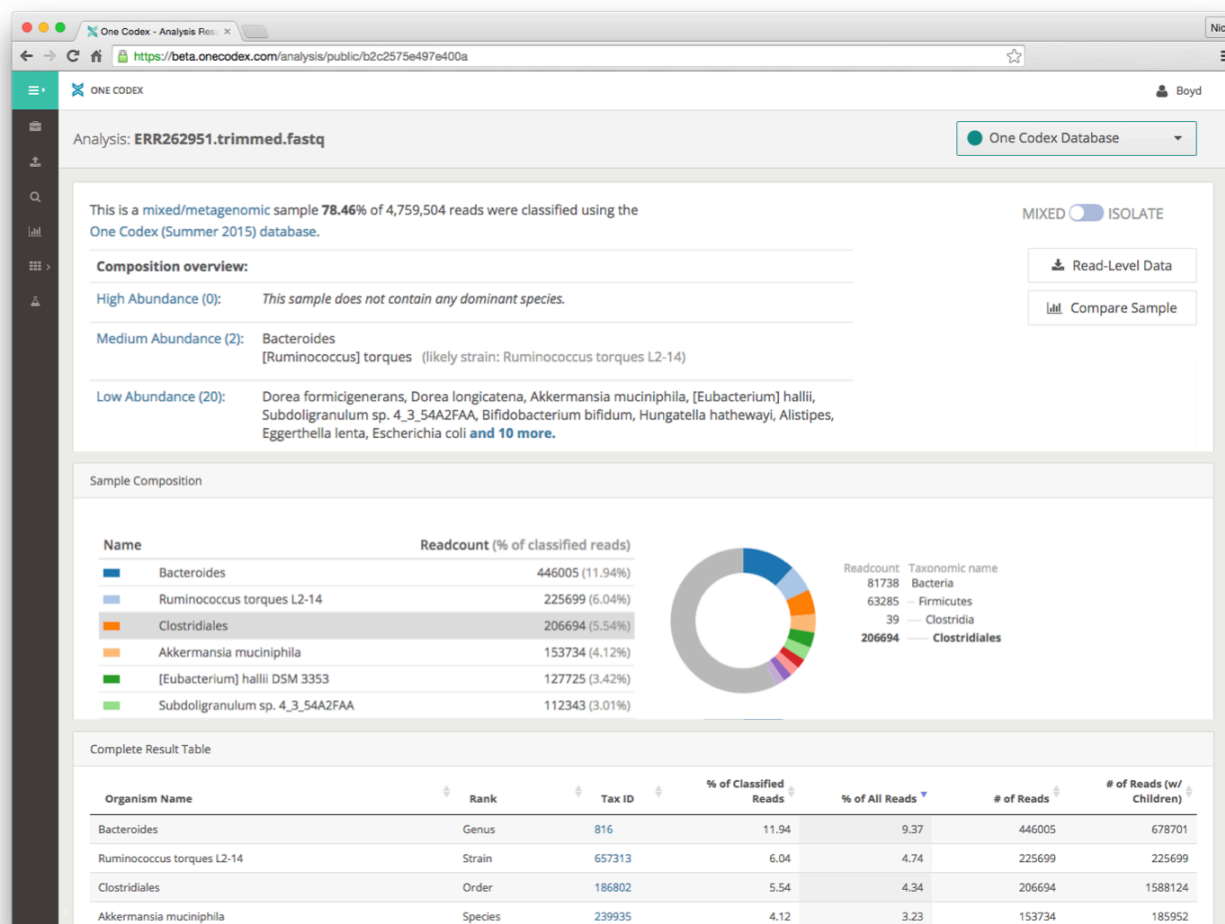 One Codex - Analysis Res
Nic
https://beta.onecodex.com/analysis/public/b2c2575e497e400a
ONE CODEX
Boyd
Analysis: ERR262951.trimmed.fastq
One Codex Database
This is a mixed/metagenomic sample 78.46% of 4,759,504 reads were classified using the
One Codex (Summer 2015) database.
MIXED ISOLATE
Composition overview:
Read-Level Data
High Abundance (0): This sample does not contain any dominant species.
Compare Sample
Medium Abundance (2): Bacteroides
[Ruminococcus] torques (likely strain: Ruminococcus torques L2-14)
Low Abundance (20): Dorea formicigenerans, Dorea longicatena, Akkermansia muciniphila, [Eubacterium] hallii,
Subdoligranulum sp. 4_3_54A2FAA, Bifidobacterium bifidum, Hungatella hathewayi, Alistipes,
Eggerthella lenta, Escherichia coli and 10 more.
Sample Composition
Name Readcount (% of classified reads)
Bacteroides 446005 (11.94%)
Ruminococcus torques L2-14 225699 (6.04%)
Clostridiales 206694 (5.54%)
Akkermansia muciniphila 153734 (4.12%)
[Eubacterium] hallii DSM 3353 127725 (3.42%)
Subdoligranulum sp. 4_3_54A2FAA 112343 (3.01%)
Readcount Taxonomic name
81738 Bacteria
63285 Firmicutes
39 Clostridia
206694 Clostridiales
Complete Result Table
Organism Name Rank Tax ID % of Classified Reads % of All Reads # of Reads # of Reads (w/ Children)
Bacteroides Genus 816 11.94 9.37 446005 678701
Ruminococcus torques L2-14 Strain 657313 6.04 4.74 225699 225699
Clostridiales Order 186802 5.54 4.34 206694 1588124
Akkermansia muciniphila Species 239935 4.12 3.23 153734 185952